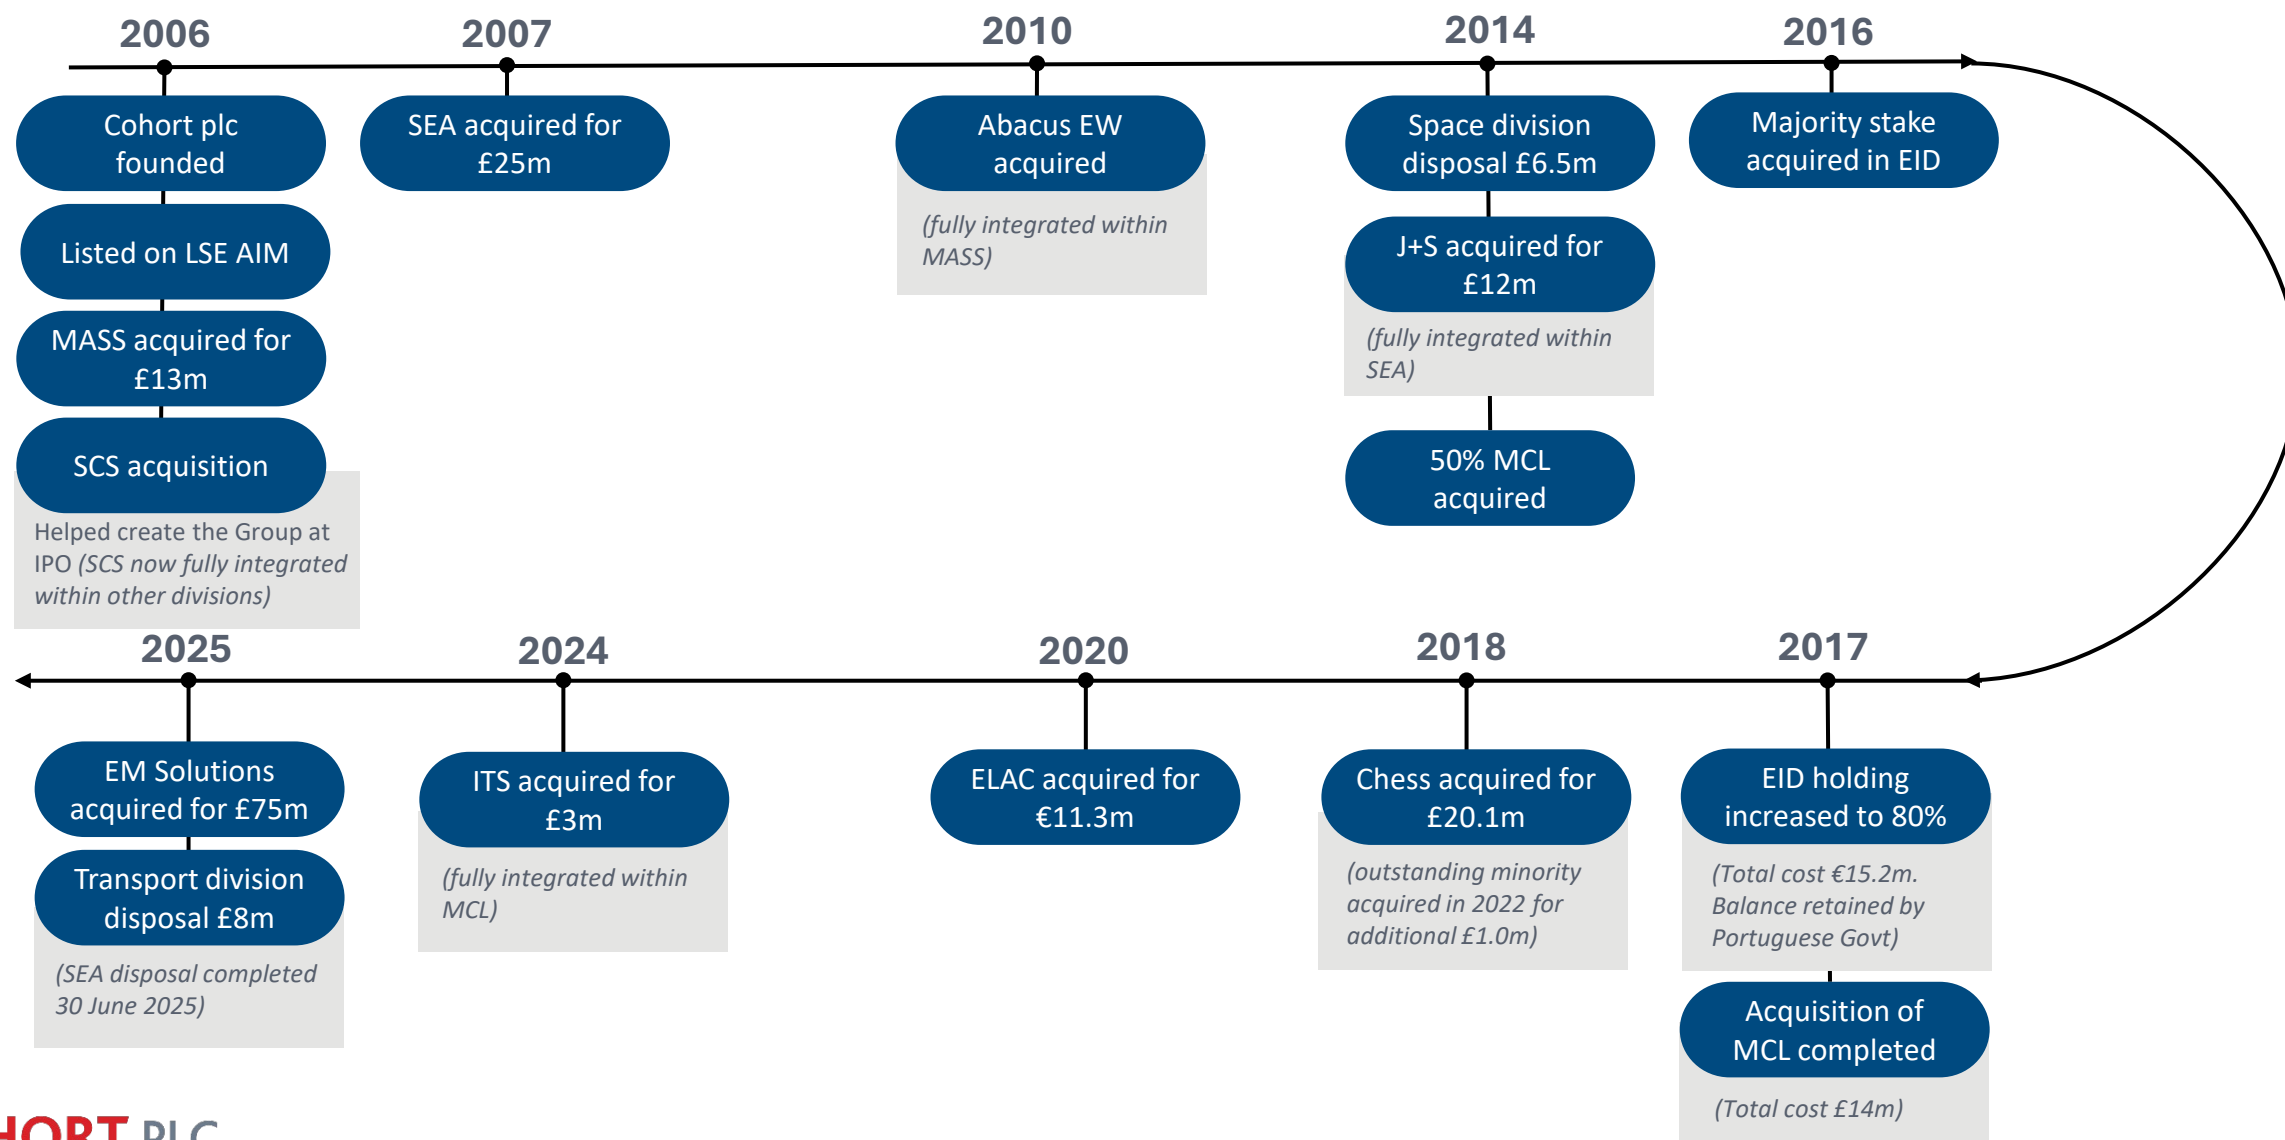 2006
Cohort plc
founded
Listed on LSE AIM
MASS acquired for
£13m
SCS acquisition
Helped create the Group at
IPO (SCS now fully integrated
within other divisions)
2007
SEA acquired for
£25m
2010
Abacus EW
acquired
(fully integrated within
MASS)
2014
Space division
disposal £6.5m
J+S acquired for
£12m
(fully integrated within
SEA)
50% MCL
acquired
2016
Majority stake
acquired in EID
2017
EID holding
increased to 80%
(Total cost €15.2m.
Balance retained by
Portuguese Govt)
Acquisition of
MCL completed
(Total cost £14m)
2018
Chess acquired for
£20.1m
(outstanding minority
acquired in 2022 for
additional £1.0m)
2020
ELAC acquired for
€11.3m
2024
ITS acquired for
£3m
(fully integrated within
MCL)
2025
EM Solutions
acquired for £75m
Transport division
disposal £8m
(SEA disposal completed
30 June 2025)
HORT PLC